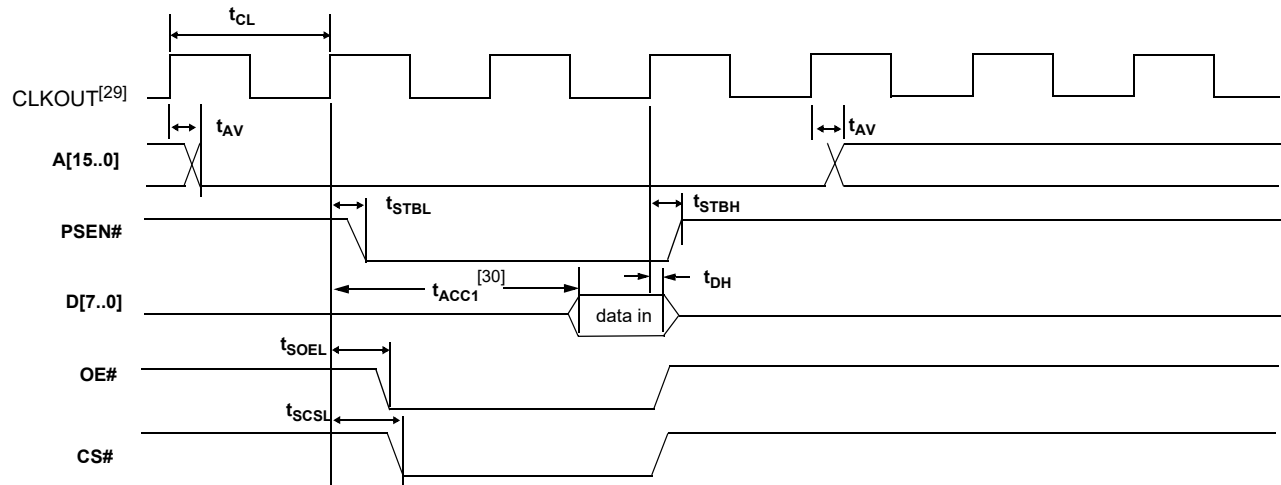 tCL
CLKOUT[29]
tAV
tAV
A[15..0]
tSTBL
tSTBH
PSEN#
[30]
tACC1
tDH
D[7..0]
data in
tSOEL
OE#
tSCSL
CS#